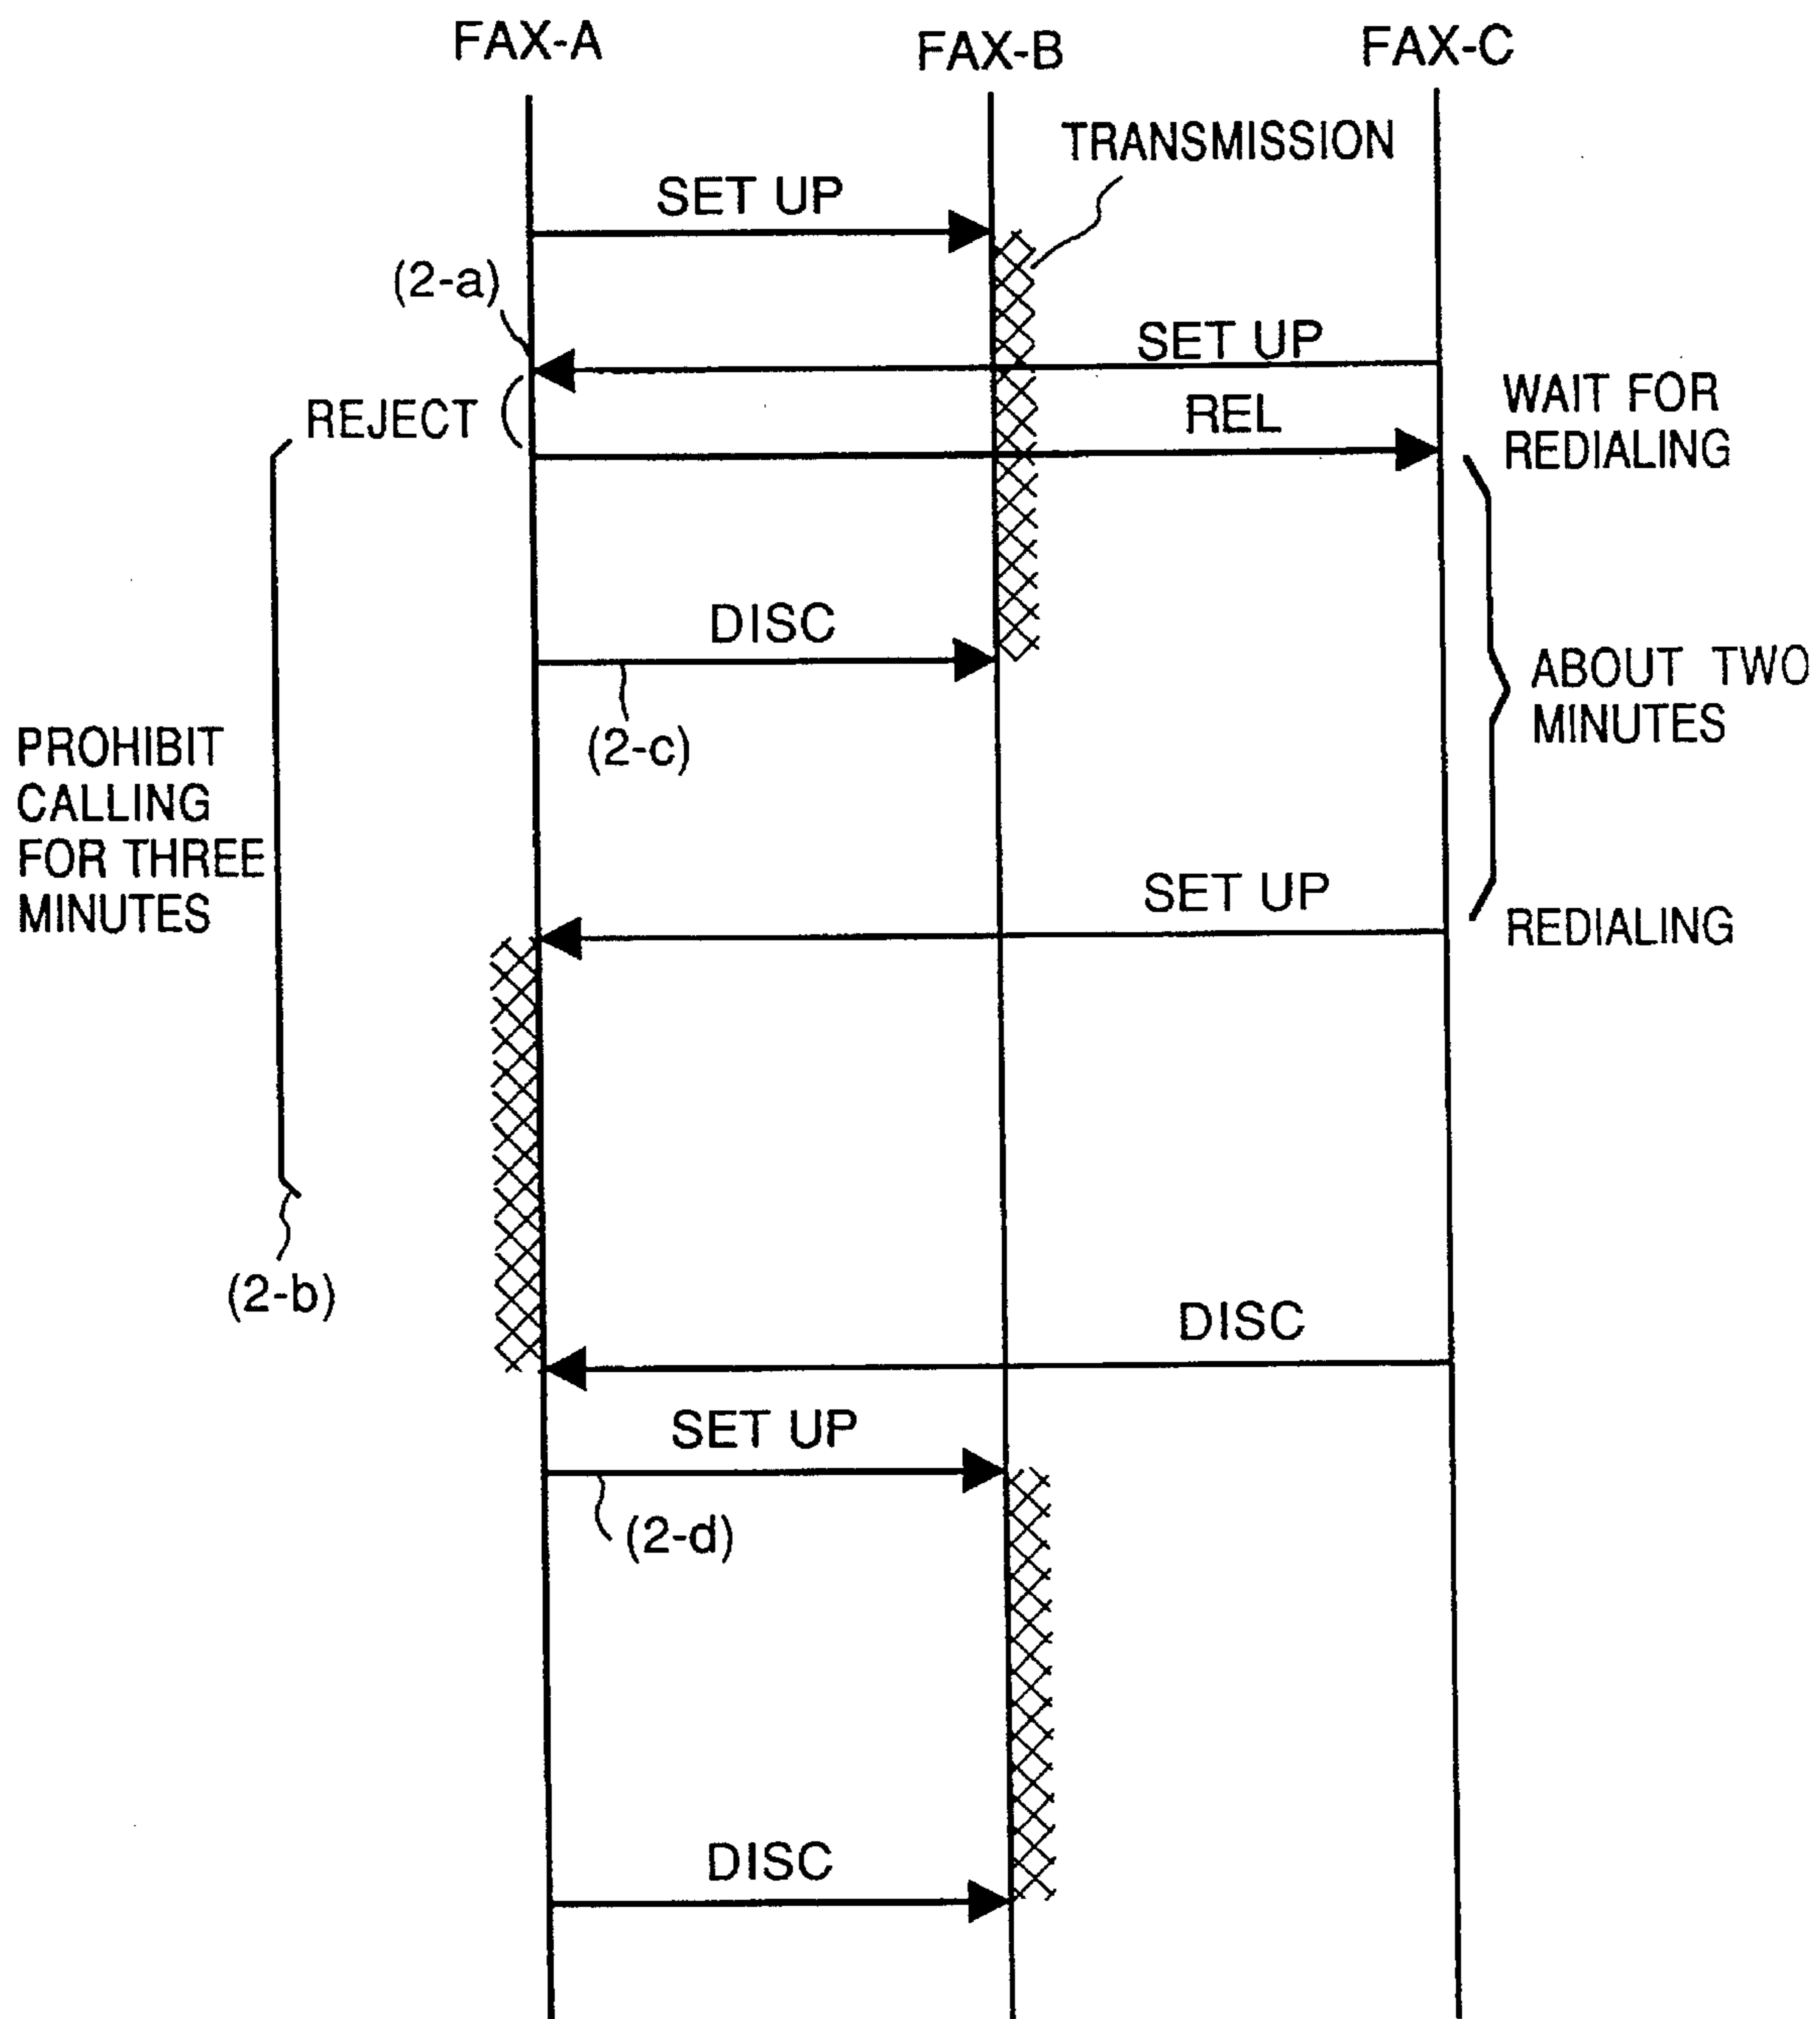 FAX-A
FAX-B
FAX-C
TRANSMISSION
SET UP
(2-a)
SET UP
REJECT
REL
WAIT FOR
REDIALING
DISC
(2-c)
ABOUT TWO
MINUTES
PROHIBIT
CALLING
FOR THREE
MINUTES
SET UP
REDIALING
(2-b)
DISC
SET UP
(2-d)
DISC